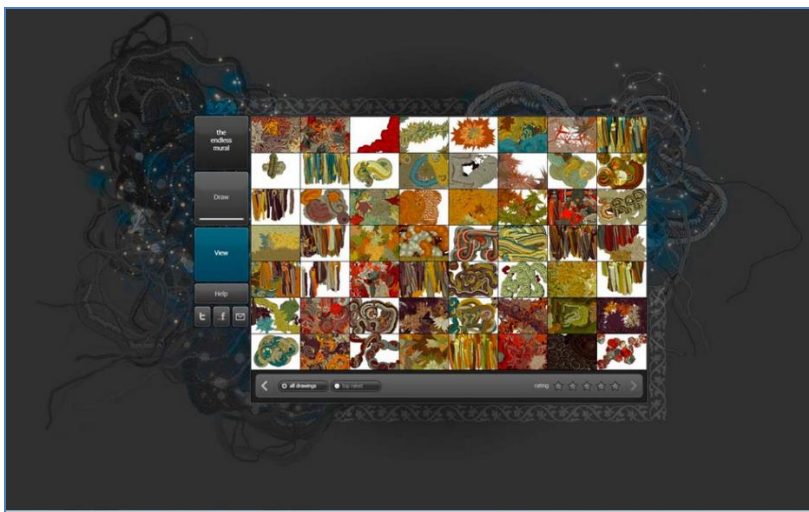 the
endless
mural
Draw
View
Help
all drawings
top rated
rating